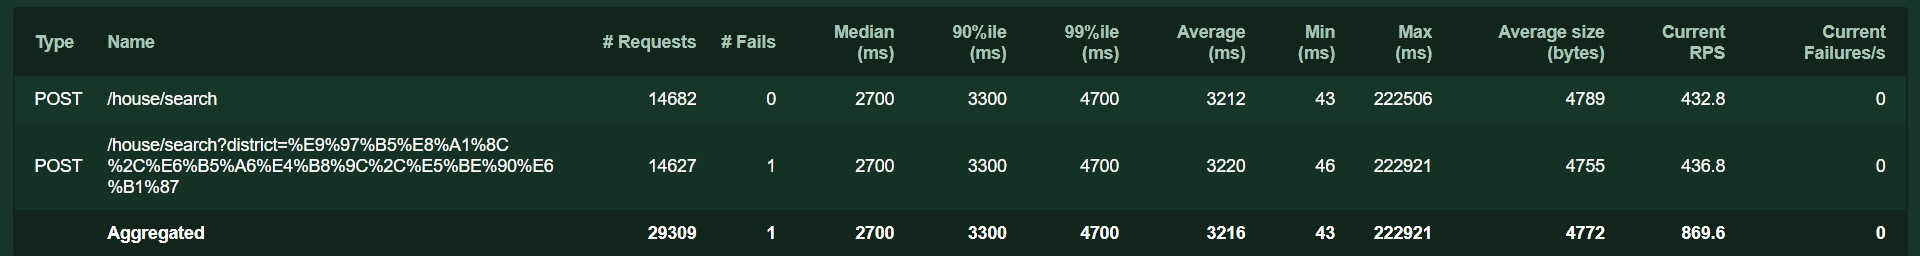 Type Name # Requests # Fails Median (ms) 90%ile (ms) 99%ile (ms) Average (ms) Min (ms) Max (ms) Average size (bytes) Current RPS Current Failures/s
POST /house/search 14682 0 2700 3300 4700 3212 43 222506 4789 432.8 0
POST /house/search?district=%E9%97%B5%E8%A1%8C
%2C%E6%B5%A6%E4%B8%9C%2C%E5%BE%90%E6
%B1%87 14627 1 2700 3300 4700 3220 46 222921 4755 436.8 0
Aggregated 29309 1 2700 3300 4700 3216 43 222921 4772 869.6 0